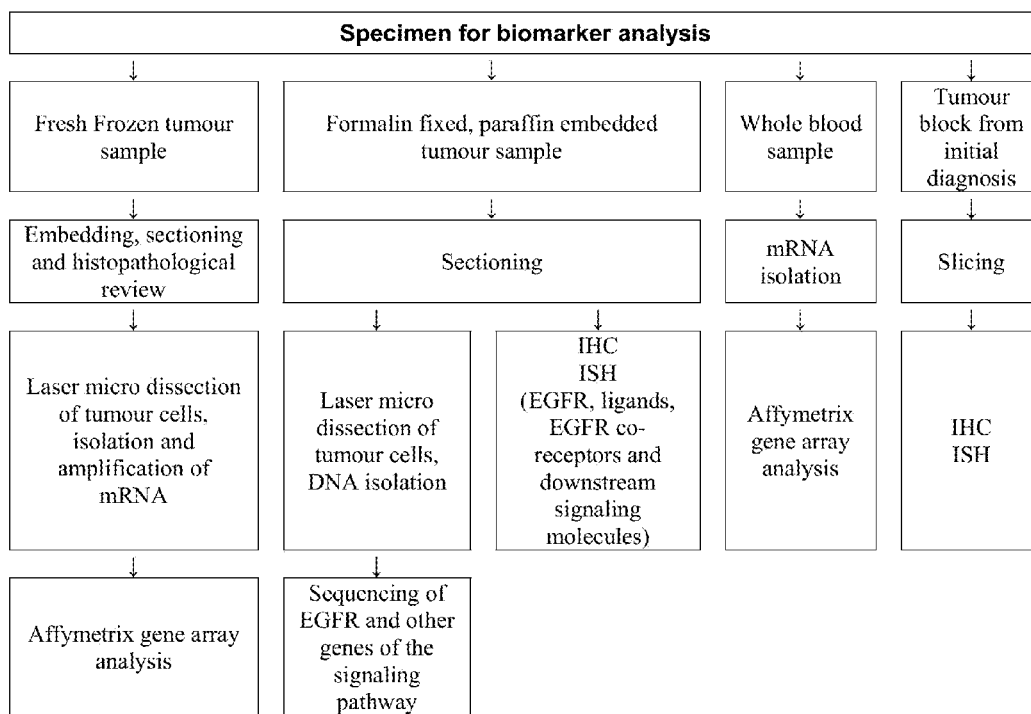 Specimen for biomarker analysis
Fresh Frozen tumour
sample
Formalin fixed, paraffin embedded
tumour sample
Whole blood
sample
Tumour
block from
initial
diagnosis
Embedding, sectioning
and histopathological
review
Sectioning
mRNA
isolation
Slicing
Laser micro dissection
of tumour cells,
isolation and
amplification of
mRNA
Laser micro
dissection of
tumour cells,
DNA isolation
IHC
ISH
(EGFR, ligands,
EGFR co-
receptors and
downstream
signaling
molecules)
Affymetrix
gene array
analysis
IHC
ISH
Affymetrix gene array
analysis
Sequencing of
EGFR and other
genes of the
signaling
pathway